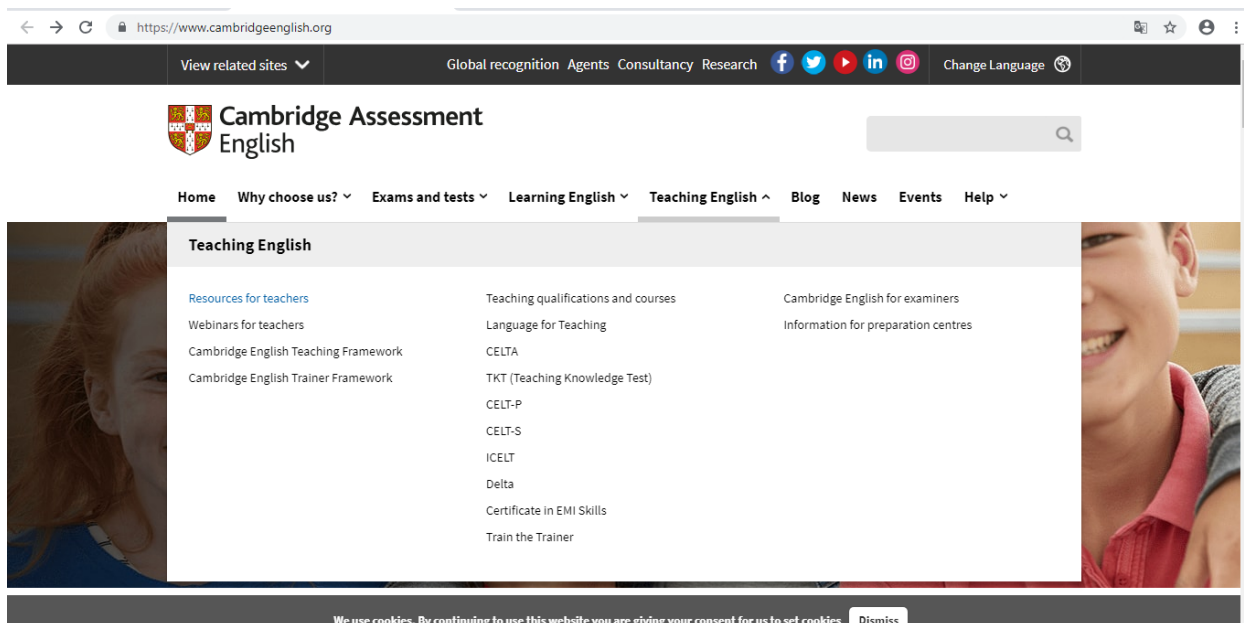 https://www.cambridgeenglish.org
View related sites
Global recognition Agents Consultancy Research
Change Language
Cambridge Assessment
English
Home Why choose us? Exams and tests Learning English Teaching English Blog News Events Help
Teaching English
Resources for teachers
Webinars for teachers
Cambridge English Teaching Framework
Cambridge English Trainer Framework
Teaching qualifications and courses
Language for Teaching
CELTA
TKT (Teaching Knowledge Test)
CELT-P
CELT-S
ICELT
Delta
Certificate in EMI Skills
Train the Trainer
Cambridge English for examiners
Information for preparation centres
We use cookies. By continuing to use this website you are giving your consent for us to set cookies Dismiss